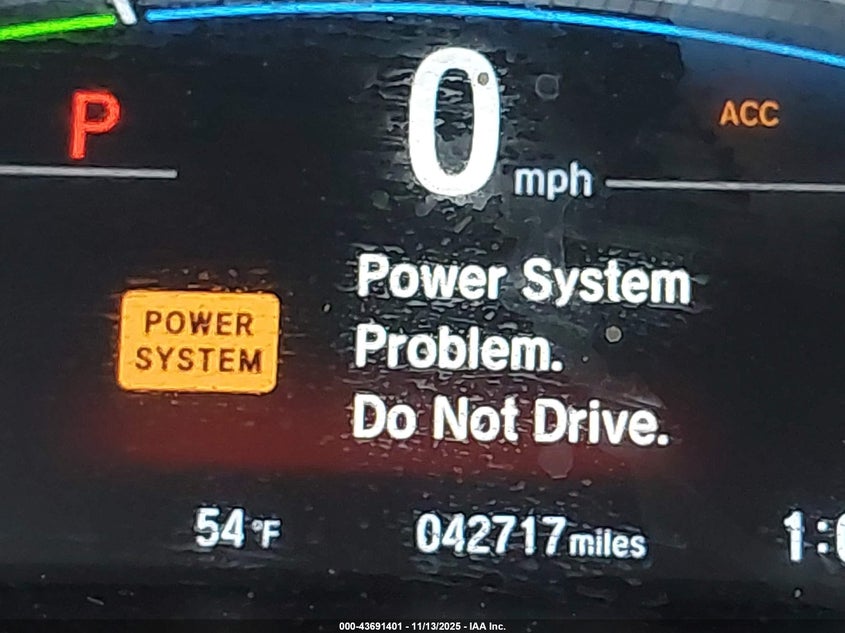 P
0 mph
ACC
Power System
Problem.
Do Not Drive.
POWER
SYSTEM
54°F
042717 miles
1:
000-43691401 - 11/13/2025 - IAA Inc.